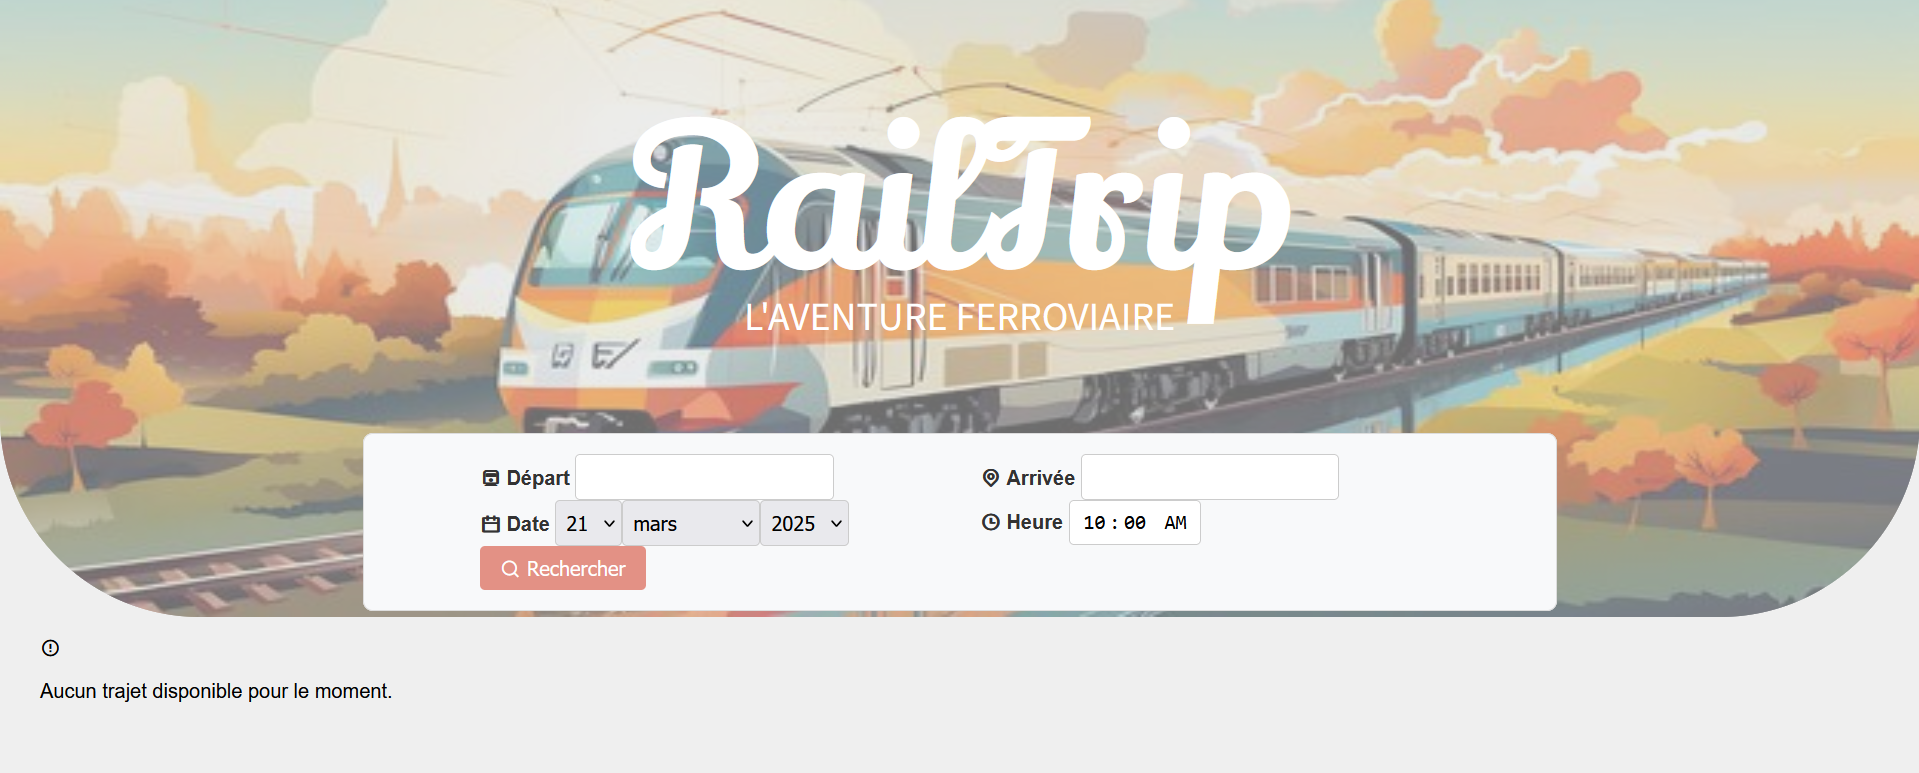 RailTrip
L'AVENTURE FERROVIAIRE
Départ
Arrivée
Date 21 mars 2025
Heure 10:00 AM
Rechercher
Aucun trajet disponible pour le moment.